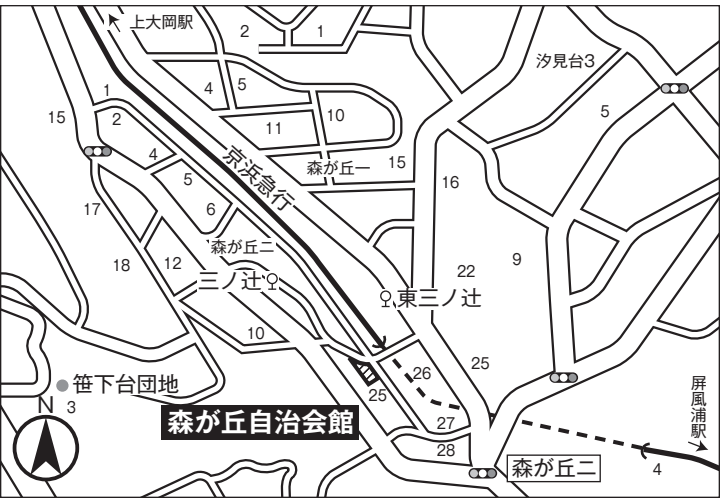 上大岡駅
2
1
汐見台3
4
5
1
15
2
10
11
5
4
5
京浜急行
森が丘一
15
16
6
17
森が丘二
18
12
三ノ辻
22
9
東三ノ辻
10
25
26
屏風浦駅
笹下台団地
N
3
25
森が丘自治会館
27
28
森が丘二
4